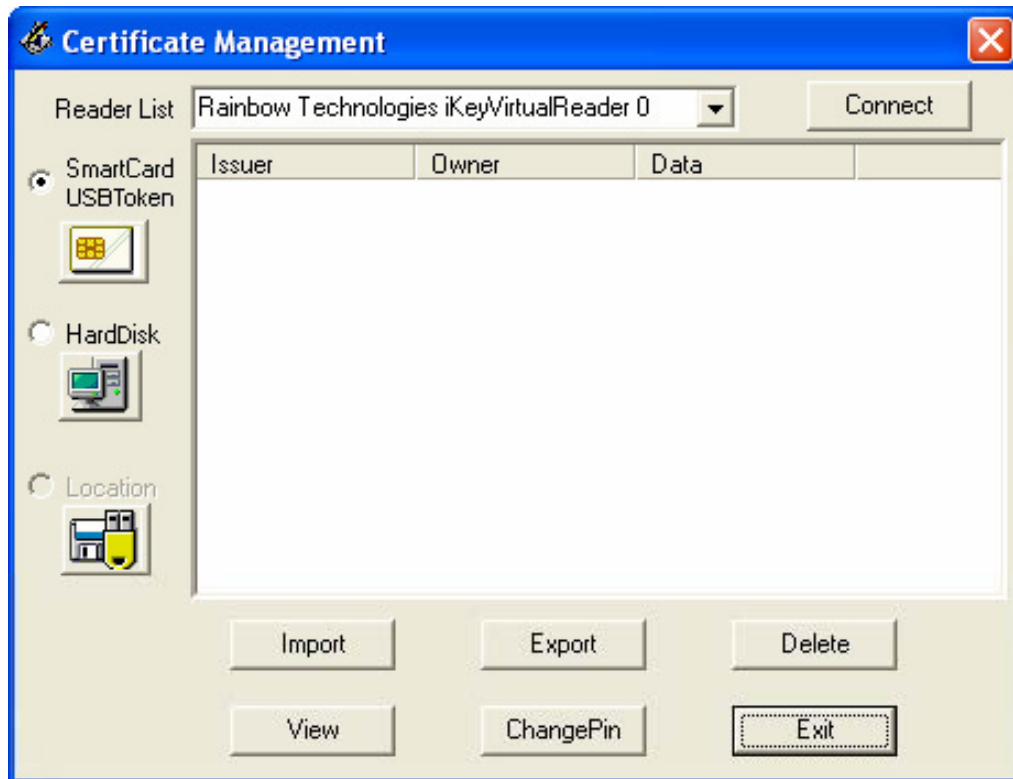 Certificate Management
Reader List Rainbow Technologies iKeyVirtualReader 0 Connect
SmartCard
USBToken
Issuer Owner Data
HardDisk
Location
Import Export Delete
View ChangePin Exit